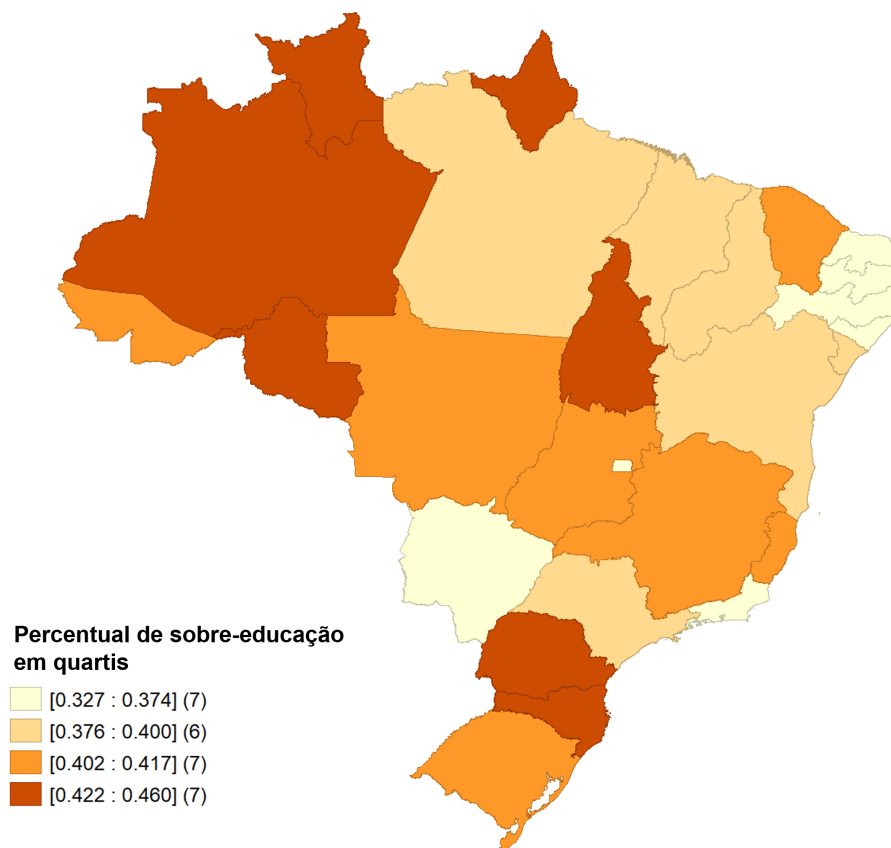 Percentual de sobre-educação
em quartis
[0.327 : 0.374] (7)
[0.376 : 0.400] (6)
[0.402 : 0.417] (7)
[0.422 : 0.460] (7)